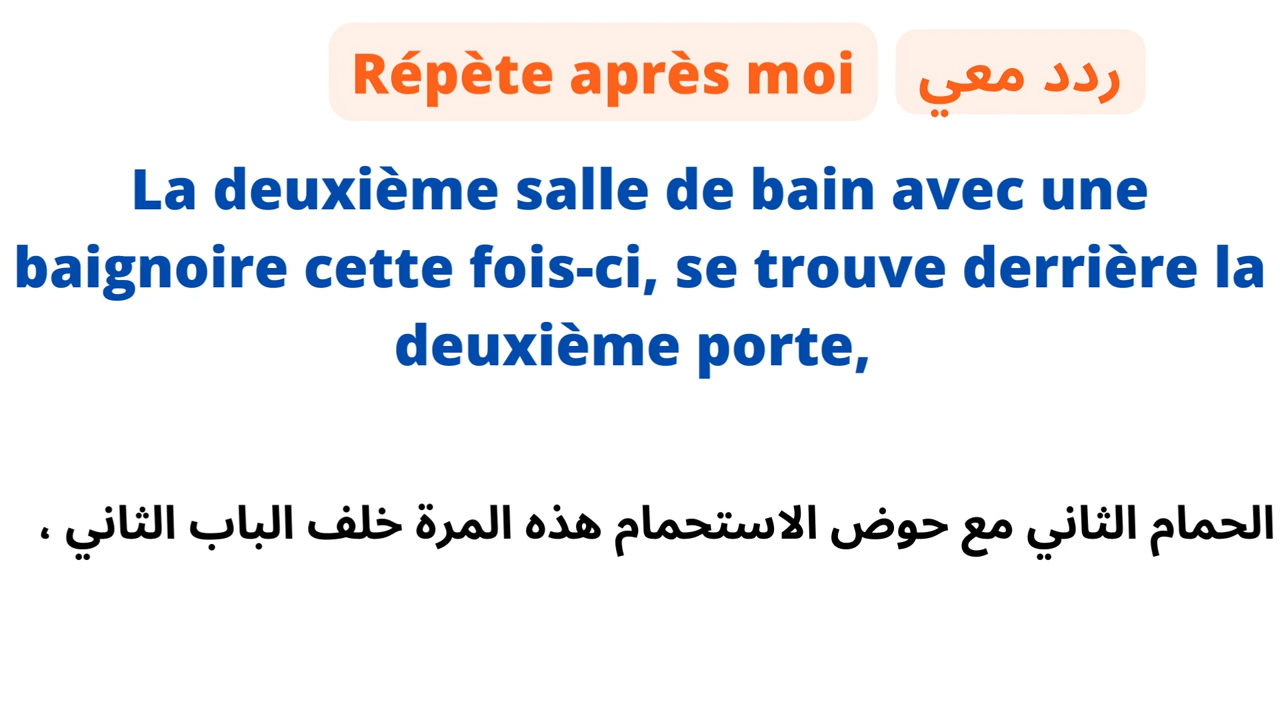 Répète après moi
ردد معي
La deuxième salle de bain avec une
baignoire cette fois-ci, se trouve derrière la
deuxième porte,
الحمام الثاني مع حوض الاستحمام هذه المرة خلف الباب الثاني ،